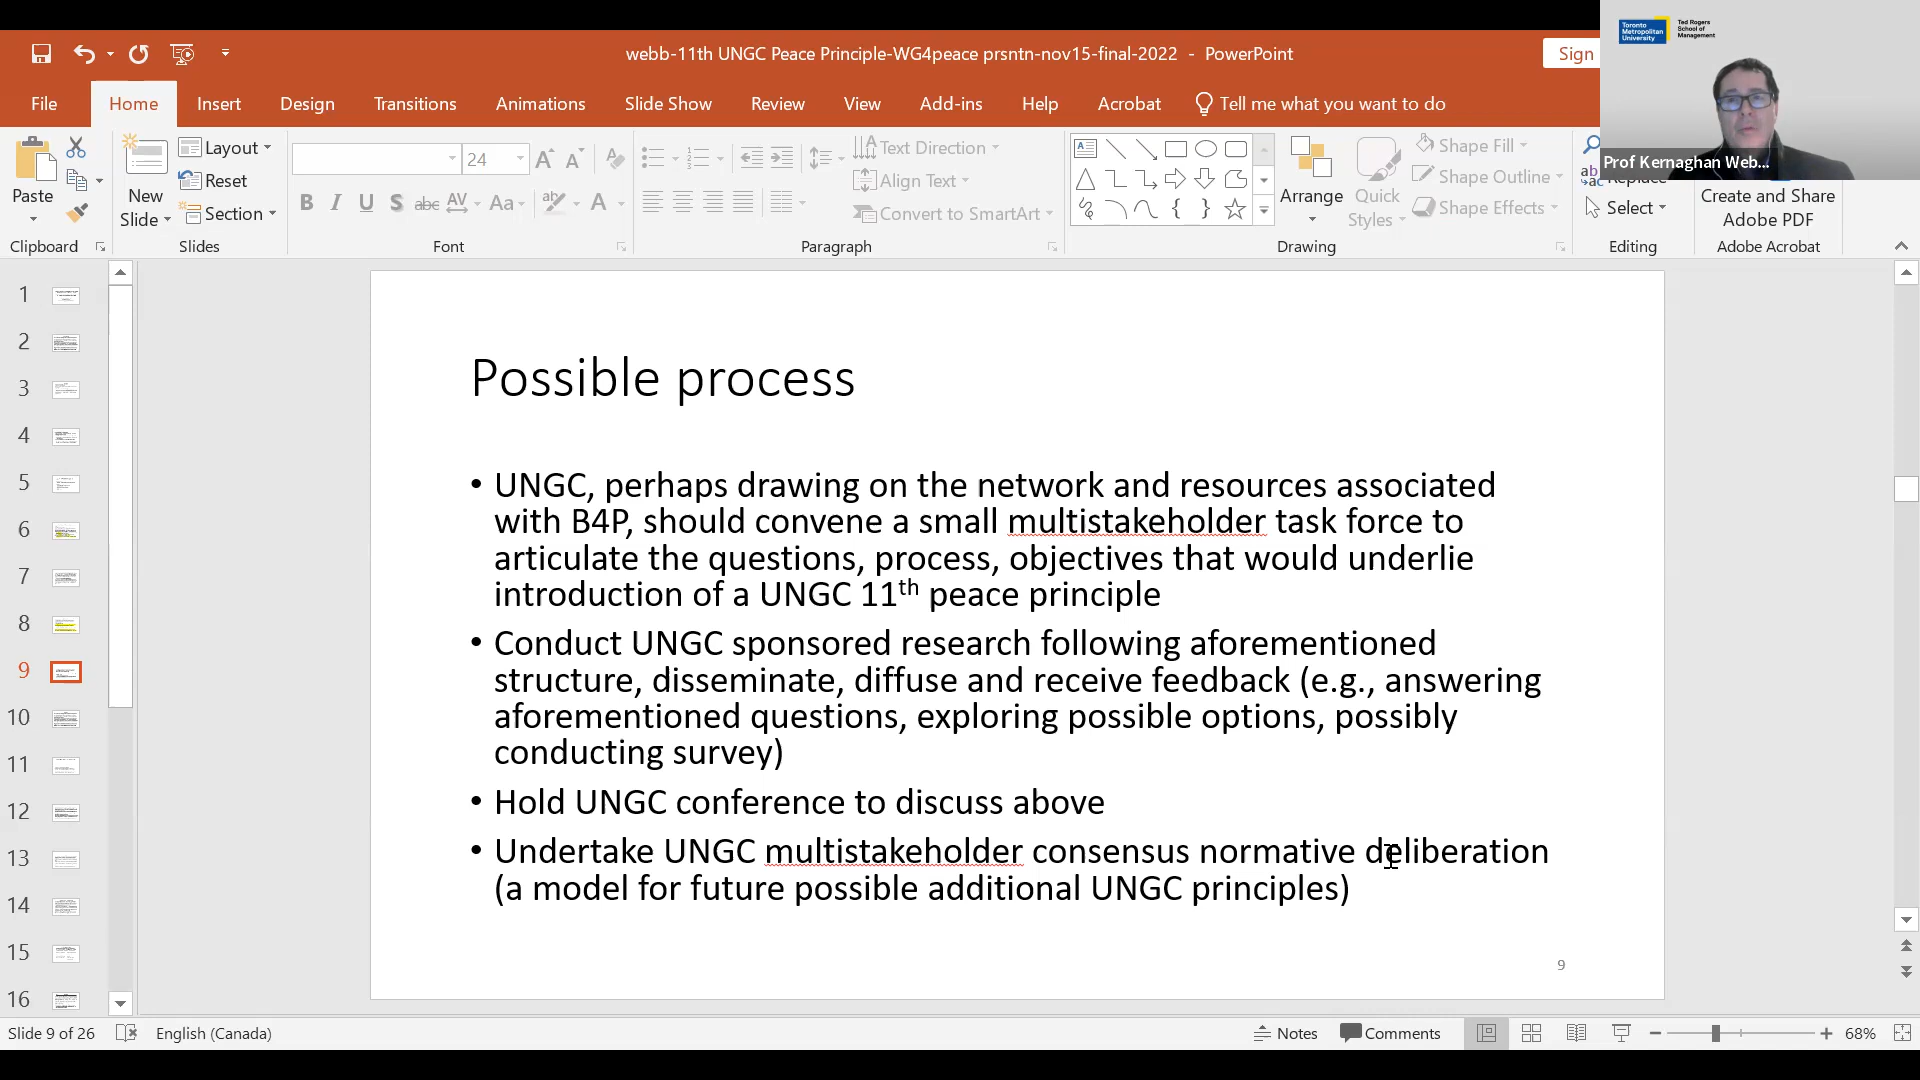 webb-11th UNGC Peace Principle-WG4peace prsntn-nov15-final-2022 - PowerPoint
Sign
Toronto Metropolitan University
Ted Rogers School of Management
Prof Kernaghan Web...
File Home Insert Design Transitions Animations Slide Show Review View Add-ins Help Acrobat Tell me what you want to do
Paste
New Slide
Layout
Reset
Section
24
B I U S abc AV Aa A
Text Direction
Align Text
Convert to SmartArt
Arrange
Quick Styles
Shape Fill
Shape Outline
Shape Effects
Replace
Select
Create and Share Adobe PDF
Clipboard Slides Font Paragraph Drawing Editing Adobe Acrobat
1
2
3
4
5
6
7
8
9
10
11
12
13
14
15
16
Possible process
• UNGC, perhaps drawing on the network and resources associated
with B4P, should convene a small multistakeholder task force to
articulate the questions, process, objectives that would underlie
introduction of a UNGC 11th peace principle
• Conduct UNGC sponsored research following aforementioned
structure, disseminate, diffuse and receive feedback (e.g., answering
aforementioned questions, exploring possible options, possibly
conducting survey)
• Hold UNGC conference to discuss above
• Undertake UNGC multistakeholder consensus normative deliberation
(a model for future possible additional UNGC principles)
9
Slide 9 of 26 English (Canada) Notes Comments 68%